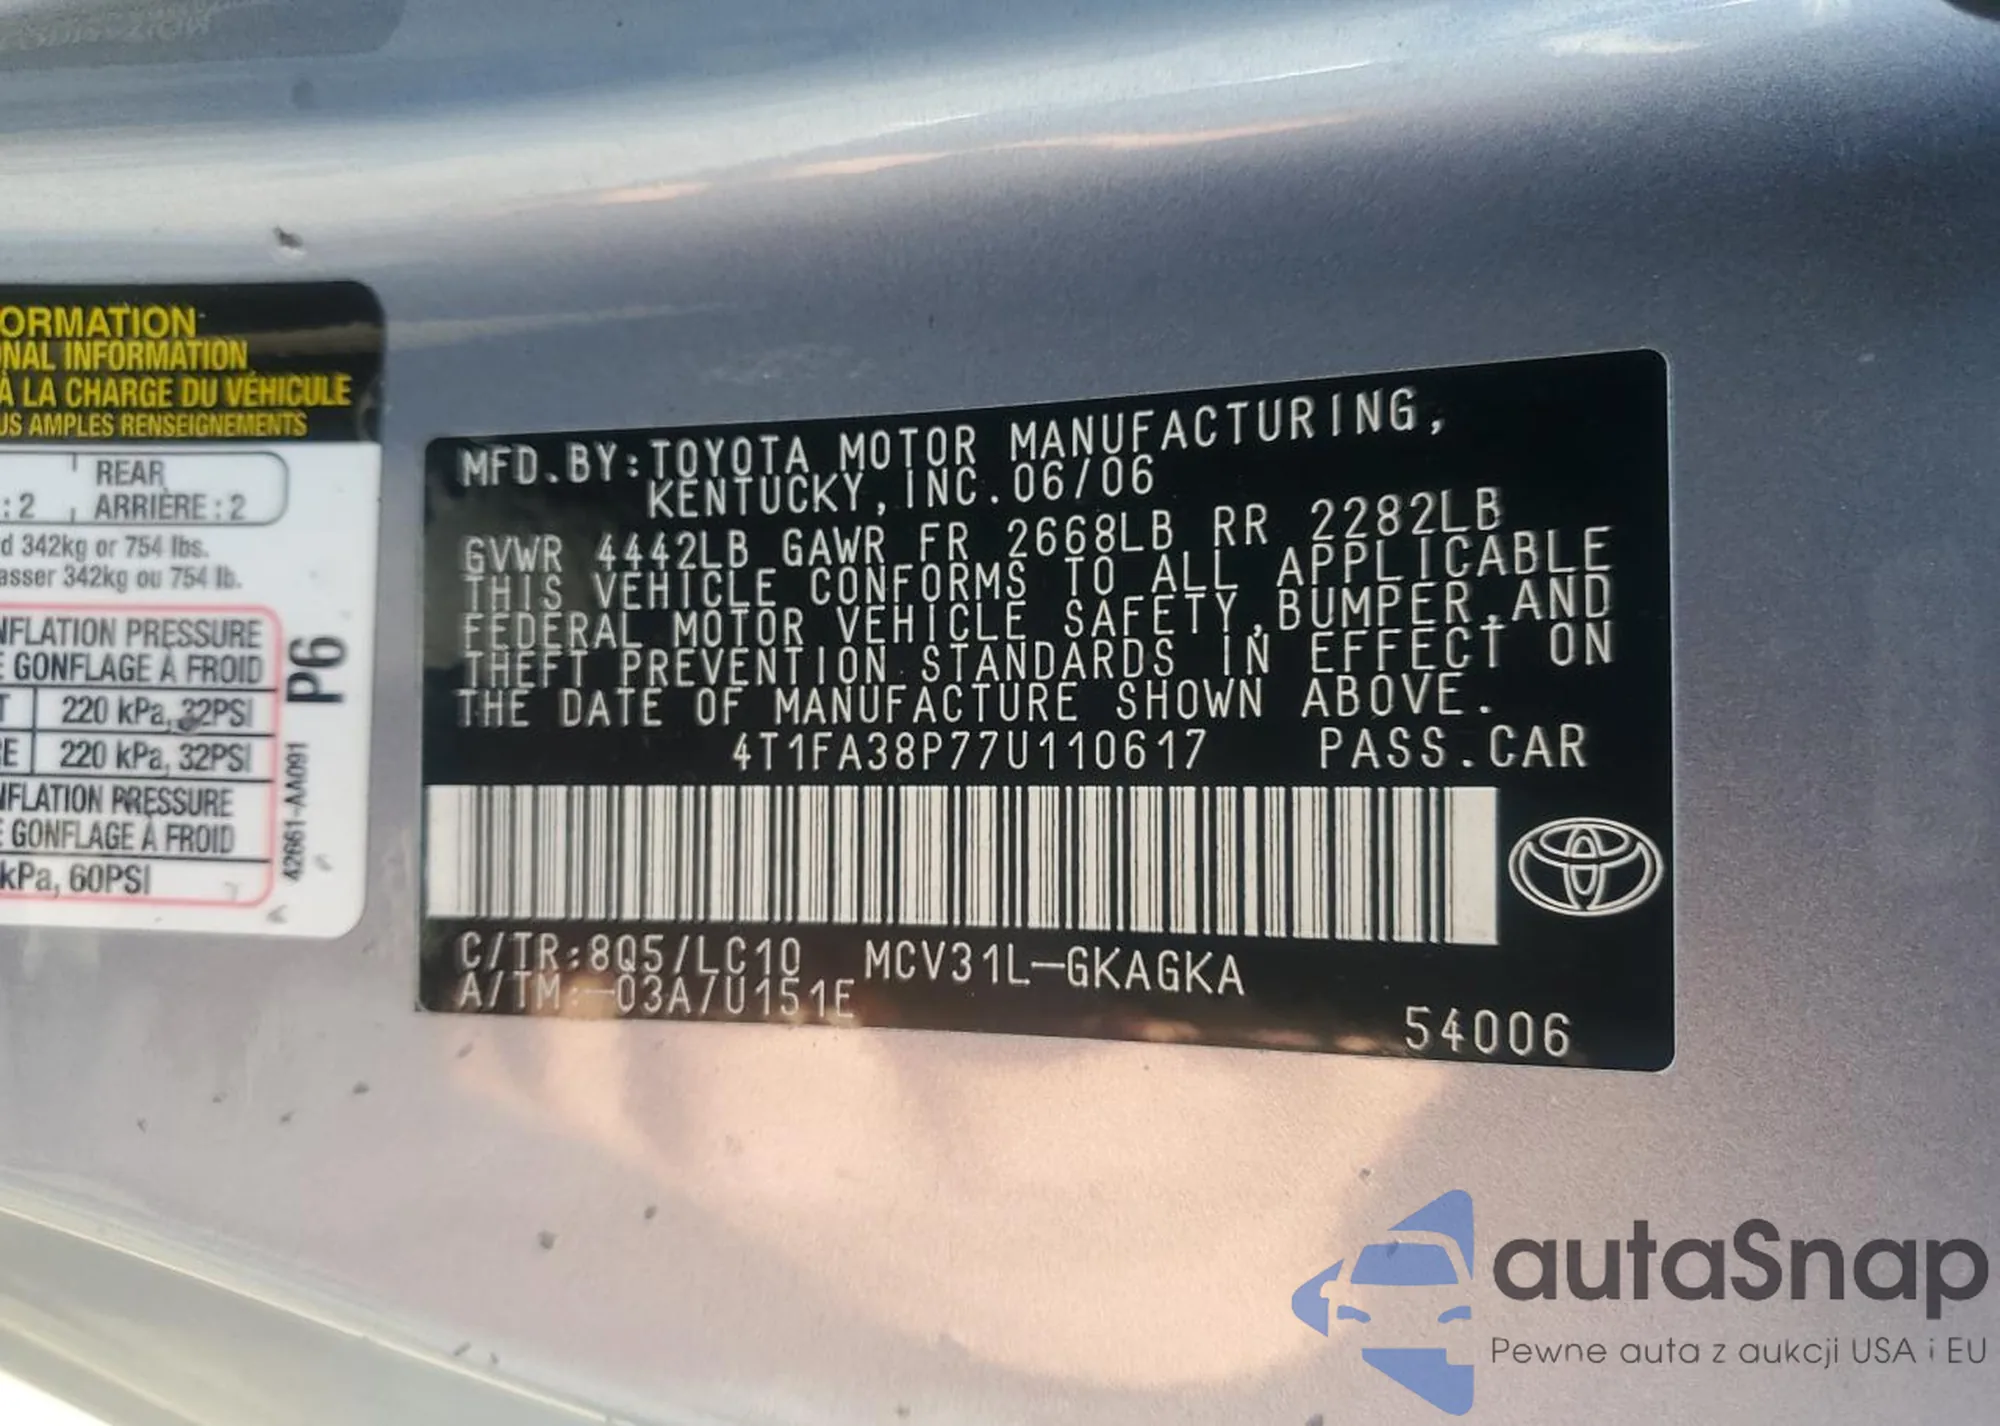 ORMATION
NAL INFORMATION
À LA CHARGE DU VÉHICULE
US AMPLES RENSEIGNEMENTS
REAR
: 2 ARRIÈRE : 2
d 342kg or 754 lbs.
asser 342kg ou 754 lb.
NFLATION PRESSURE
E GONFLAGE À FROID
T 220 kPa, 32PSI
E 220 kPa, 32PSI
NFLATION PRESSURE
E GONFLAGE À FROID
kPa, 60PSI
P6
42661-AA091
MFD.BY:TOYOTA MOTOR MANUFACTURING,
KENTUCKY,INC.06/06
GVWR 4442LB GAWR FR 2668LB RR 2282LB
THIS VEHICLE CONFORMS TO ALL APPLICABLE
FEDERAL MOTOR VEHICLE SAFETY,BUMPER,AND
THEFT PREVENTION STANDARDS IN EFFECT ON
THE DATE OF MANUFACTURE SHOWN ABOVE.
4T1FA38P77U110617 PASS.CAR
C/TR:8Q5/LC10 MCV31L-GKAGKA
A/TM:-03A/U151E
54006
autaSnap
Pewne auta z aukcji USA i EU